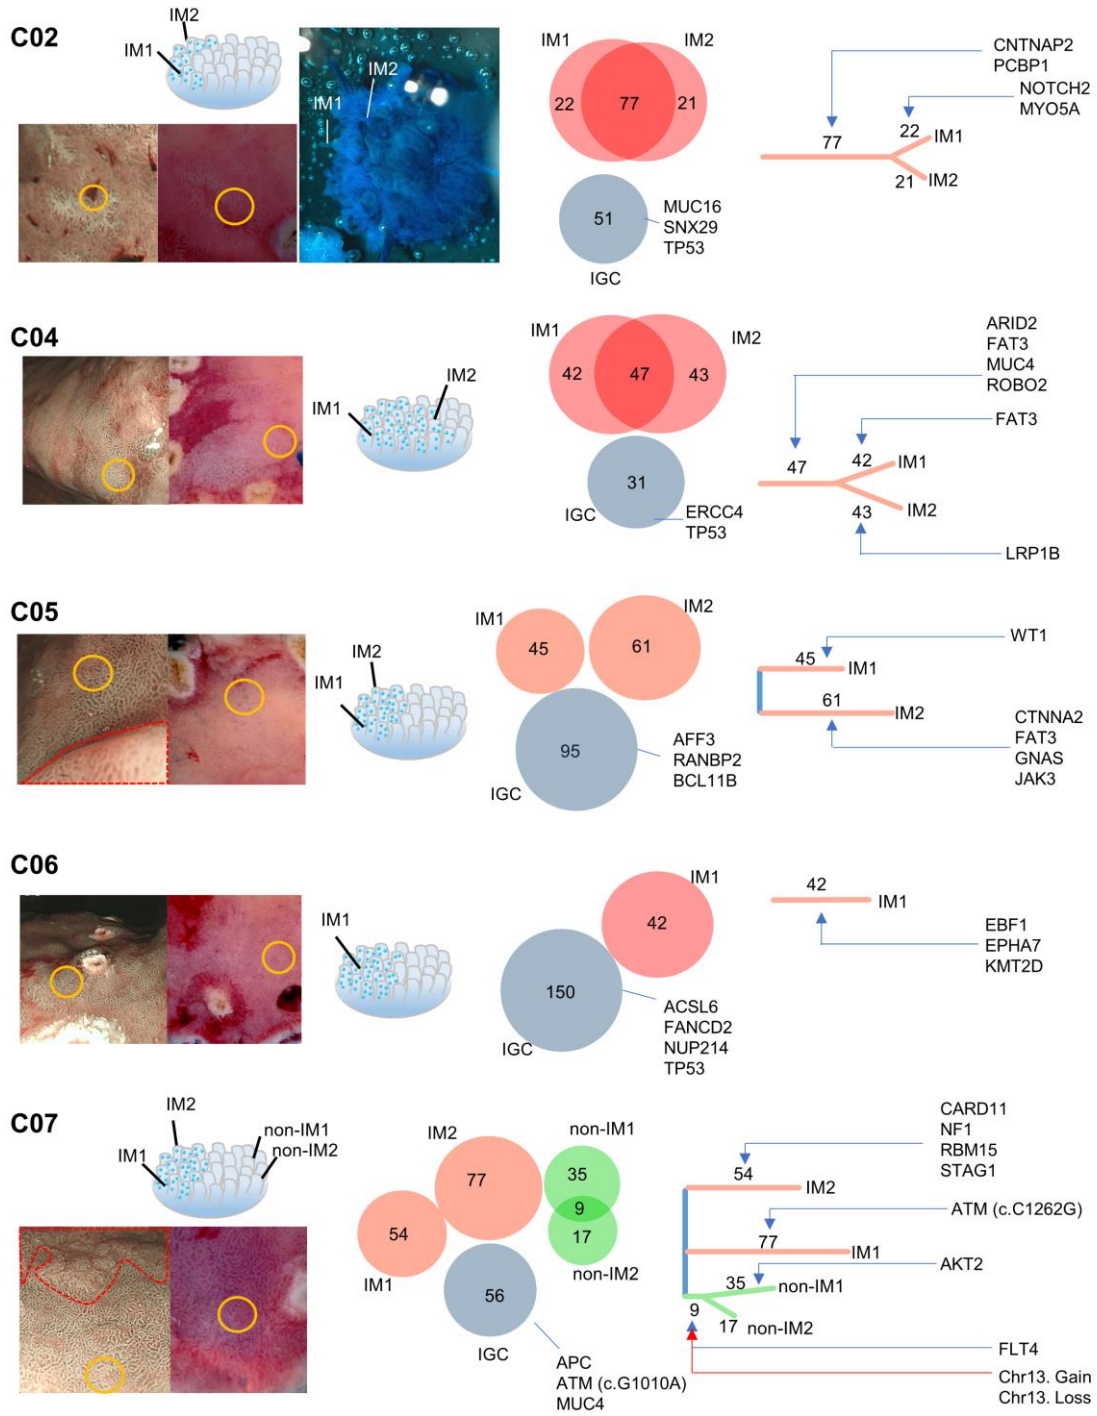 C02
IM2
IM1
IM2
IM1
IM1
IM2
22
77
21
51
MUC16
SNX29
TP53
IGC
CNTNAP2
PCBP1
NOTCH2
MYO5A
77
22
IM1
21
IM2
C04
IM2
IM1
IM1
IM2
42
47
43
31
IGC
ERCC4
TP53
ARID2
FAT3
MUC4
ROBO2
FAT3
47
42
IM1
43
IM2
LRP1B
C05
IM2
IM1
IM1
IM2
45
61
95
IGC
AFF3
RANBP2
BCL11B
WT1
45
IM1
61
IM2
CTNNA2
FAT3
GNAS
JAK3
C06
IM1
IM1
42
150
IGC
ACSL6
FANCD2
NUP214
TP53
42
IM1
EBF1
EPHA7
KMT2D
C07
IM2
IM1
non-IM1
non-IM2
IM2
non-IM1
77
35
9
54
17
IM1
non-IM2
56
IGC
APC
ATM (c.G1010A)
MUC4
CARD11
NF1
RBM15
STAG1
54
IM2
ATM (c.C1262G)
77
IM1
AKT2
35
non-IM1
9
17
non-IM2
FLT4
Chr13. Gain
Chr13. Loss